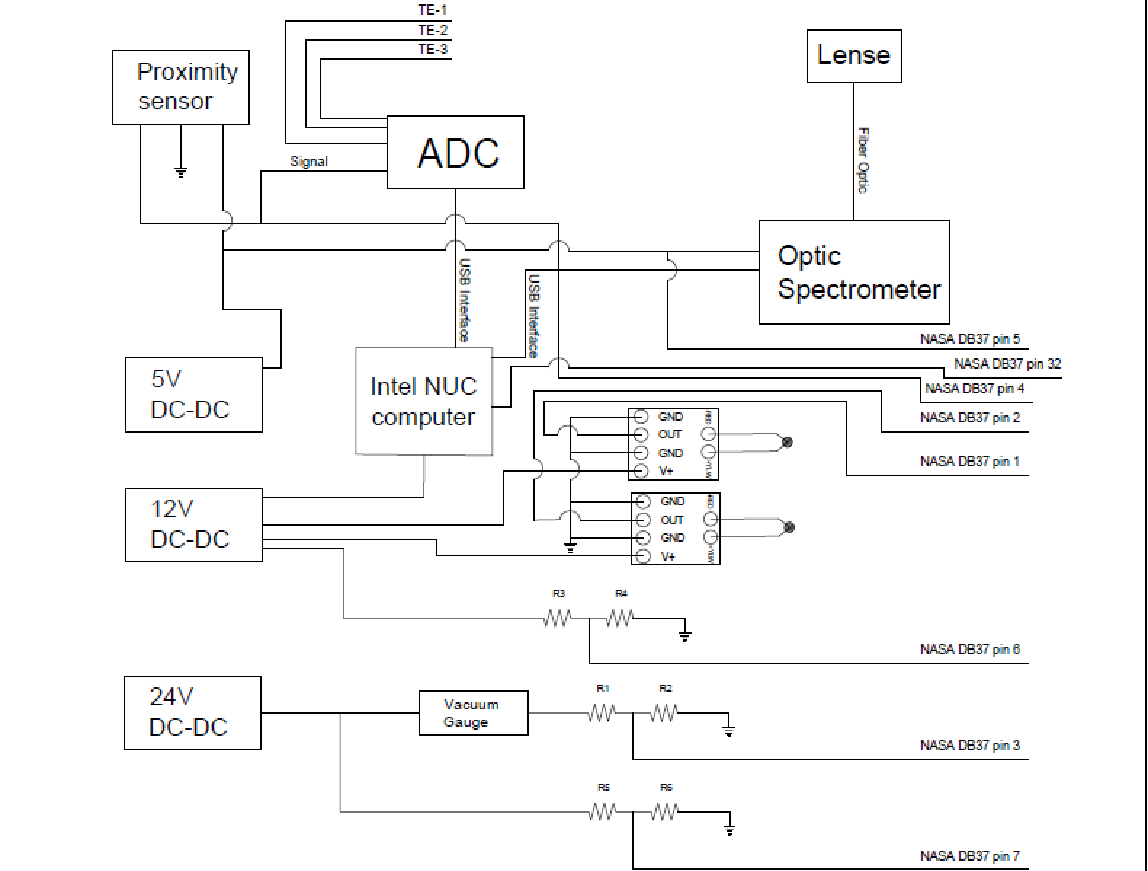 TE-1
TE-2
TE-3
Proximity
sensor
Lense
ADC
Signal
Fiber Optic
Optic
Spectrometer
USB Interface
USB Interface
NASA DB37 pin 5
NASA DB37 pin 32
NASA DB37 pin 4
NASA DB37 pin 2
NASA DB37 pin 1
5V
DC-DC
Intel NUC
computer
GND
OUT
GND
V+
12V
DC-DC
GND
OUT
GND
V+
R3
R4
NASA DB37 pin 6
24V
DC-DC
Vacuum
Gauge
R1
R2
NASA DB37 pin 3
R5
R6
NASA DB37 pin 7